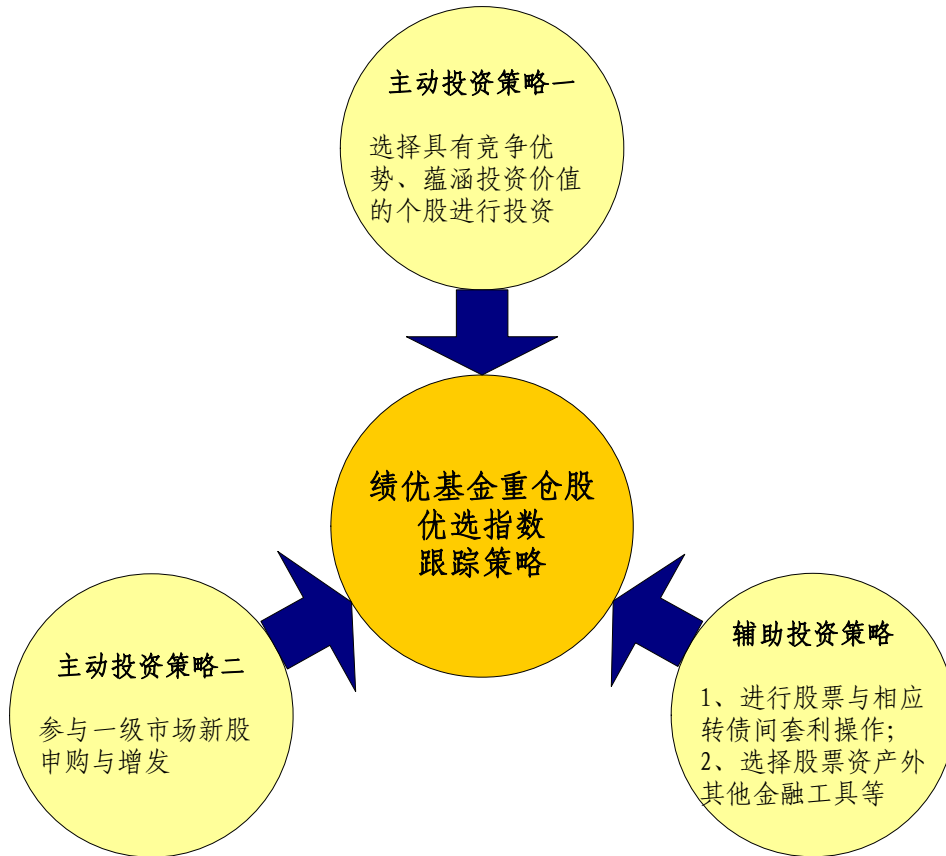 主动投资策略一
选择具有竞争优
势、蕴涵投资价值
的个股进行投资
绩优基金重仓股
优选指数
跟踪策略
主动投资策略二
参与一级市场新股
申购与增发
辅助投资策略
1、进行股票与相应
转债间套利操作;
2、选择股票资产外
其他金融工具等